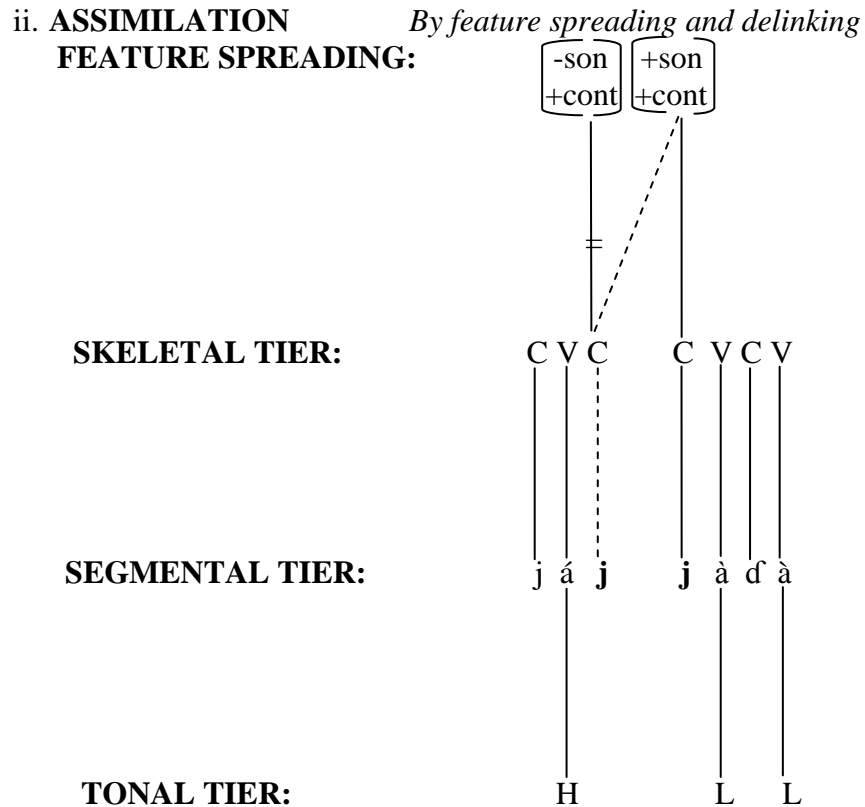 ii. ASSIMILATION By feature spreading and delinking
FEATURE SPREADING: -son +son
+cont +cont
SKELETAL TIER: C V C C V C V
SEGMENTAL TIER: j á j j à ɗ à
TONAL TIER: H L L